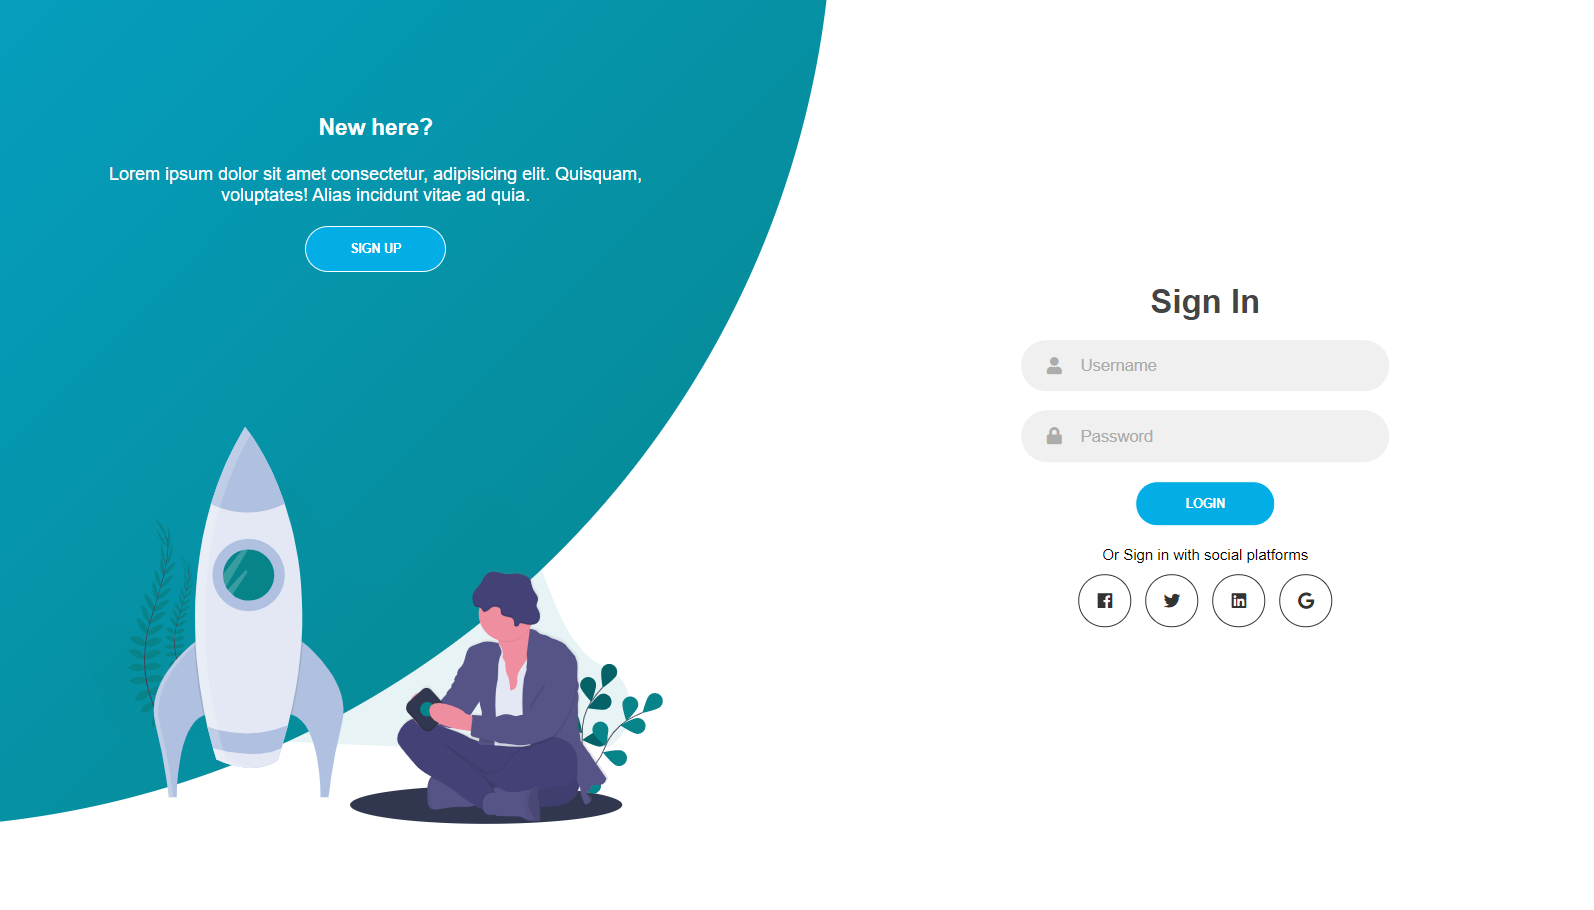 New here?
Lorem ipsum dolor sit amet consectetur, adipisicing elit. Quisquam,
voluptates! Alias incidunt vitae ad quia.
SIGN UP
Sign In
Username
Password
LOGIN
Or Sign in with social platforms